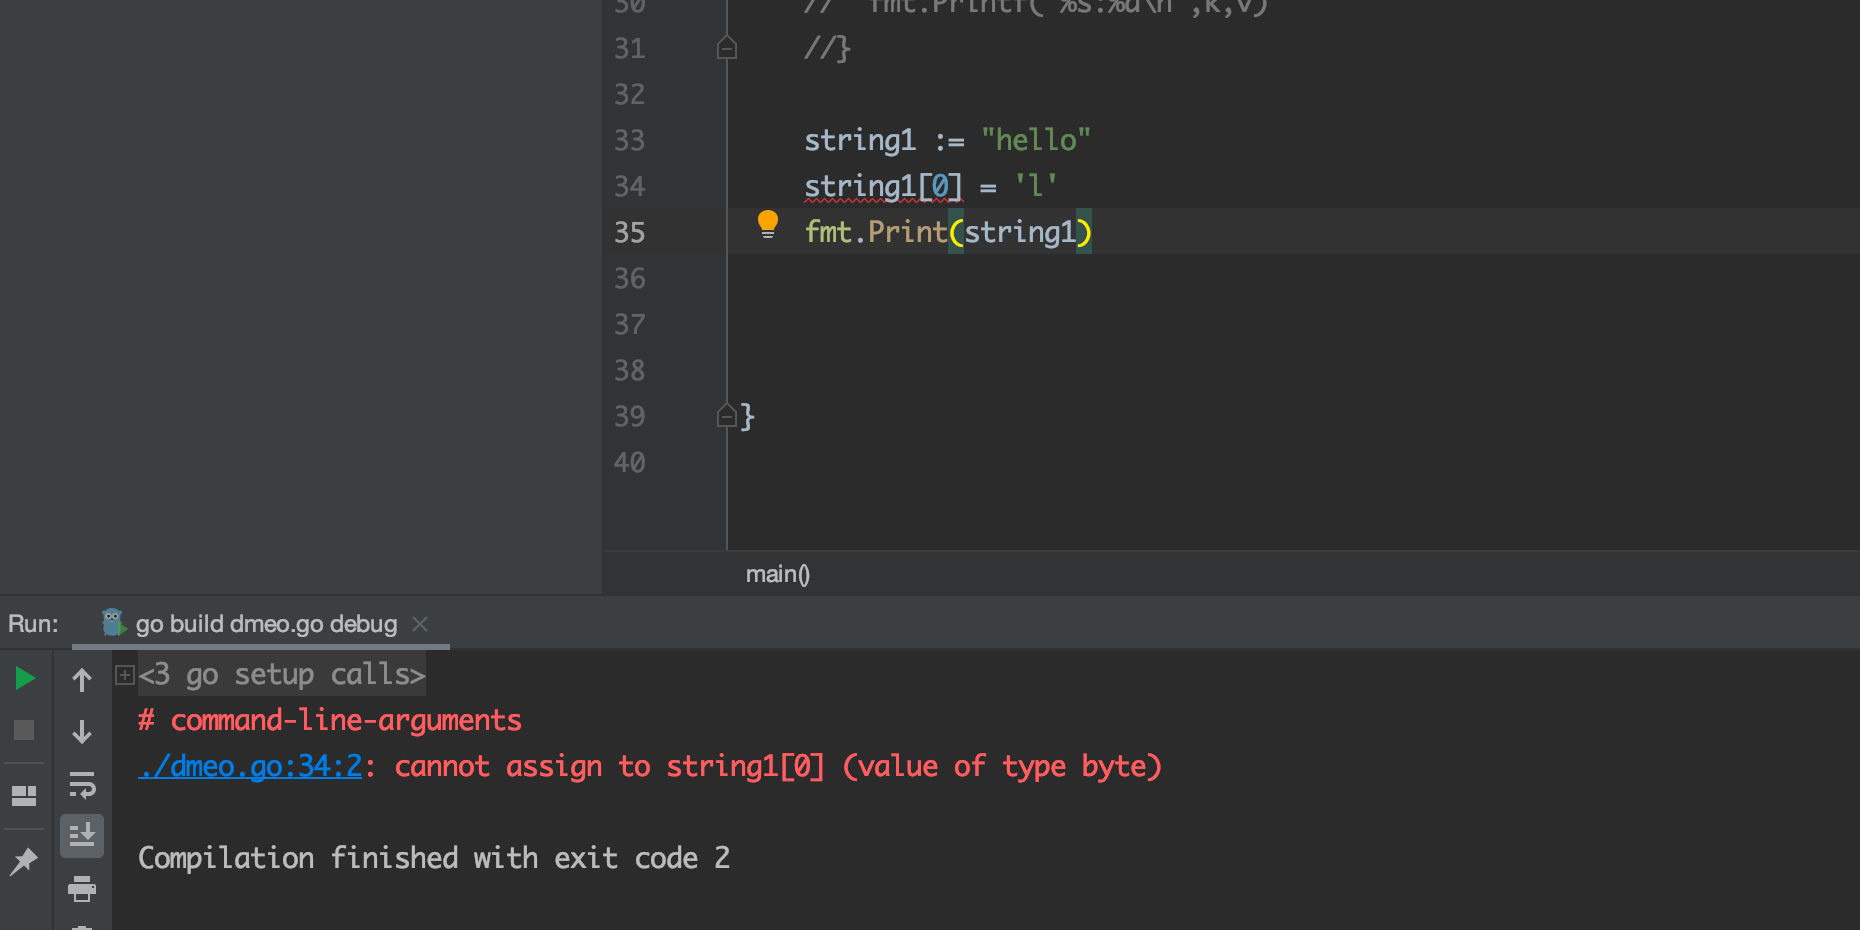 30 // fmt.Printf("%s:%d\n",k,v)
31 //}
32
33 string1 := "hello"
34 string1[0] = 'l'
35 fmt.Print(string1)
36
37
38
39 }
40
main()
Run: go build dmeo.go debug
<3 go setup calls>
# command-line-arguments
./dmeo.go:34:2: cannot assign to string1[0] (value of type byte)
Compilation finished with exit code 2